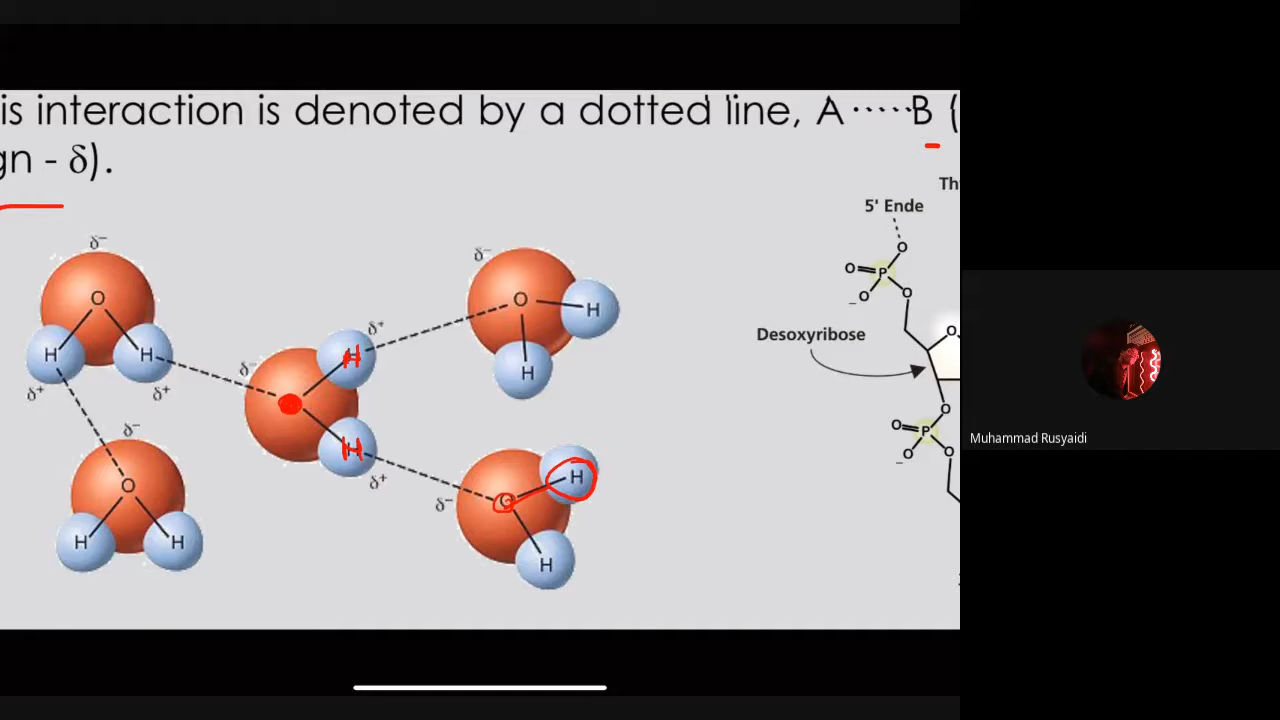 is interaction is denoted by a dotted line, A·····B (
gn - δ).
Th
5' Ende
O
O P
O O
–
Desoxyribose
O
O
O P
O O
–
δ–
O
H H
δ+ δ+
δ–
O
H H
δ–
H
δ+
H
δ+
δ–
O H
H
δ–
O H
H
Muhammad Rusyaidi